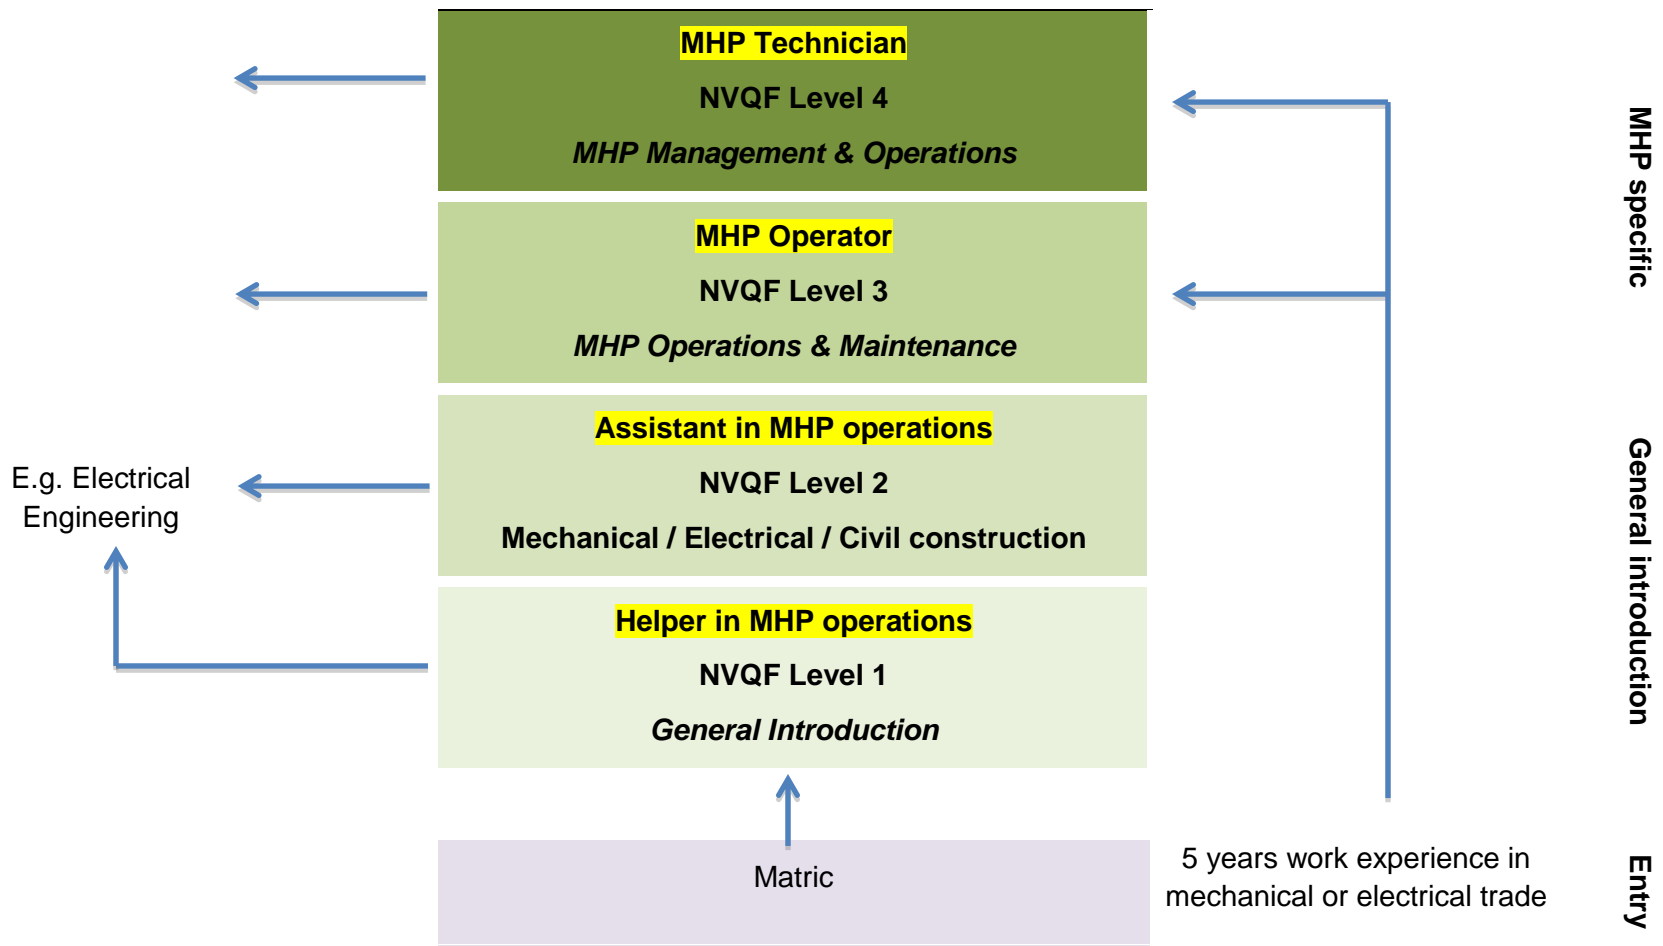 MHP Technician
NVQF Level 4
MHP Management & Operations
MHP Operator
NVQF Level 3
MHP Operations & Maintenance
Assistant in MHP operations
NVQF Level 2
Mechanical / Electrical / Civil construction
Helper in MHP operations
NVQF Level 1
General Introduction
Matric
E.g. Electrical
Engineering
5 years work experience in
mechanical or electrical trade
MHP specific
General introduction
Entry